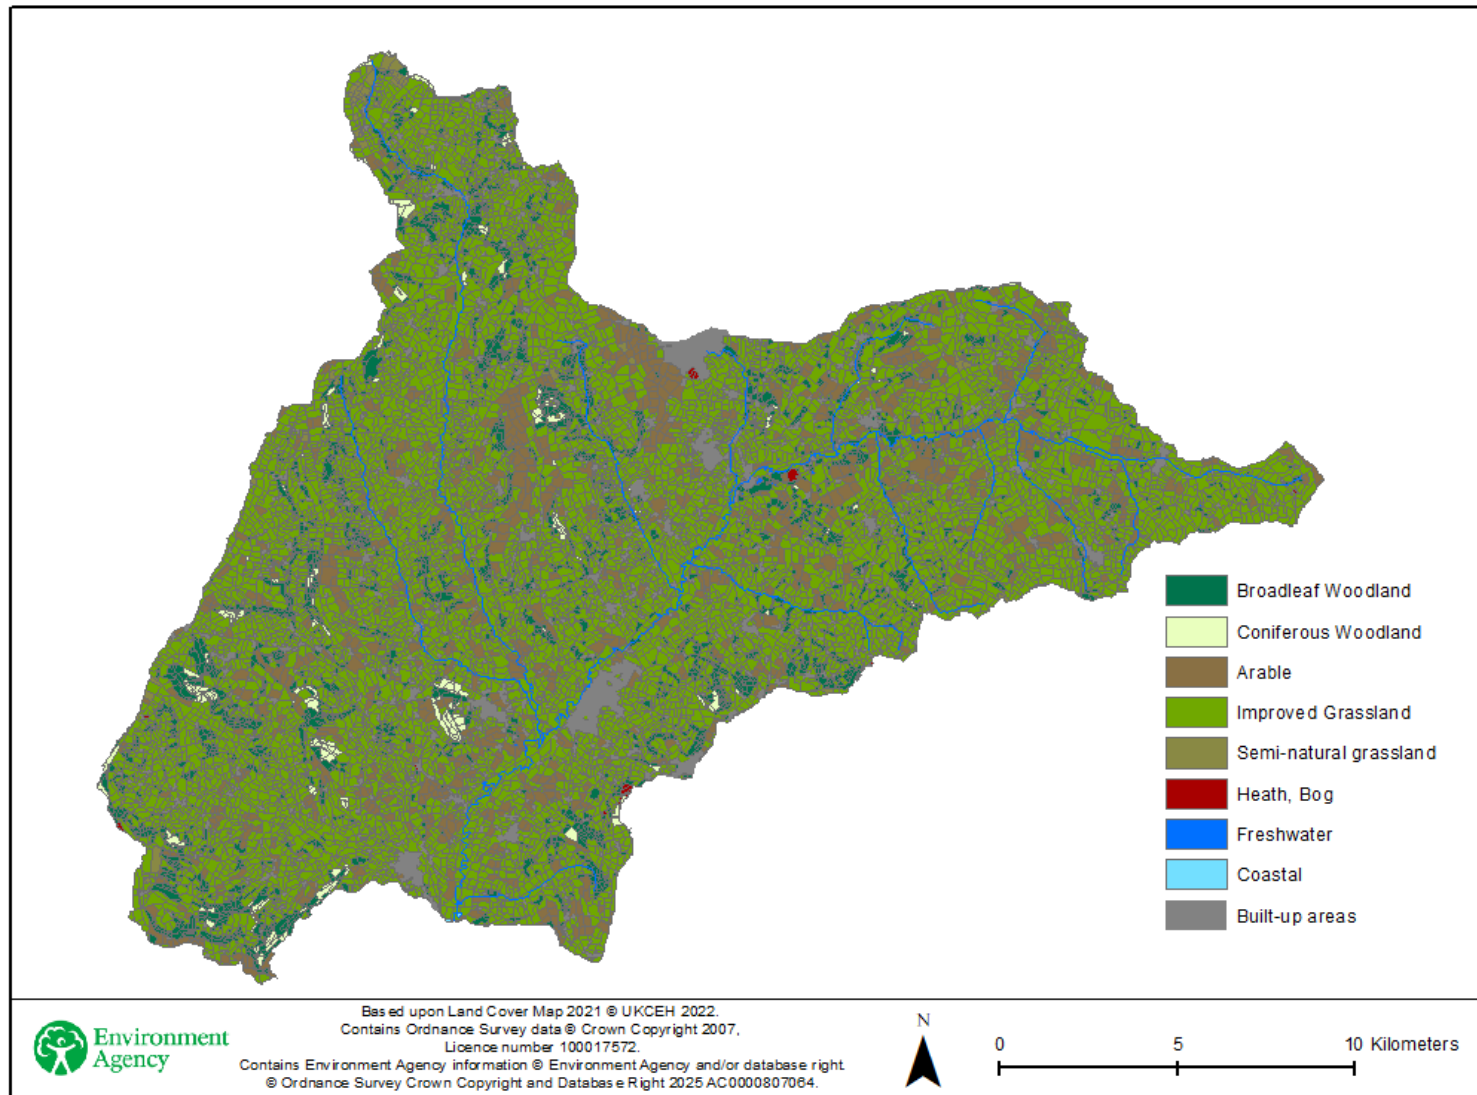 Broadleaf Woodland
Coniferous Woodland
Arable
Improved Grassland
Semi-natural grassland
Heath, Bog
Freshwater
Coastal
Built-up areas
Environment
Agency
Based upon Land Cover Map 2021 © UKCEH 2022.
Contains Ordnance Survey data © Crown Copyright 2007,
Licence number 100017572.
Contains Environment Agency information © Environment Agency and/or database right.
© Ordnance Survey Crown Copyright and Database Right 2025 AC0000807064.
N
0 5 10 Kilometers